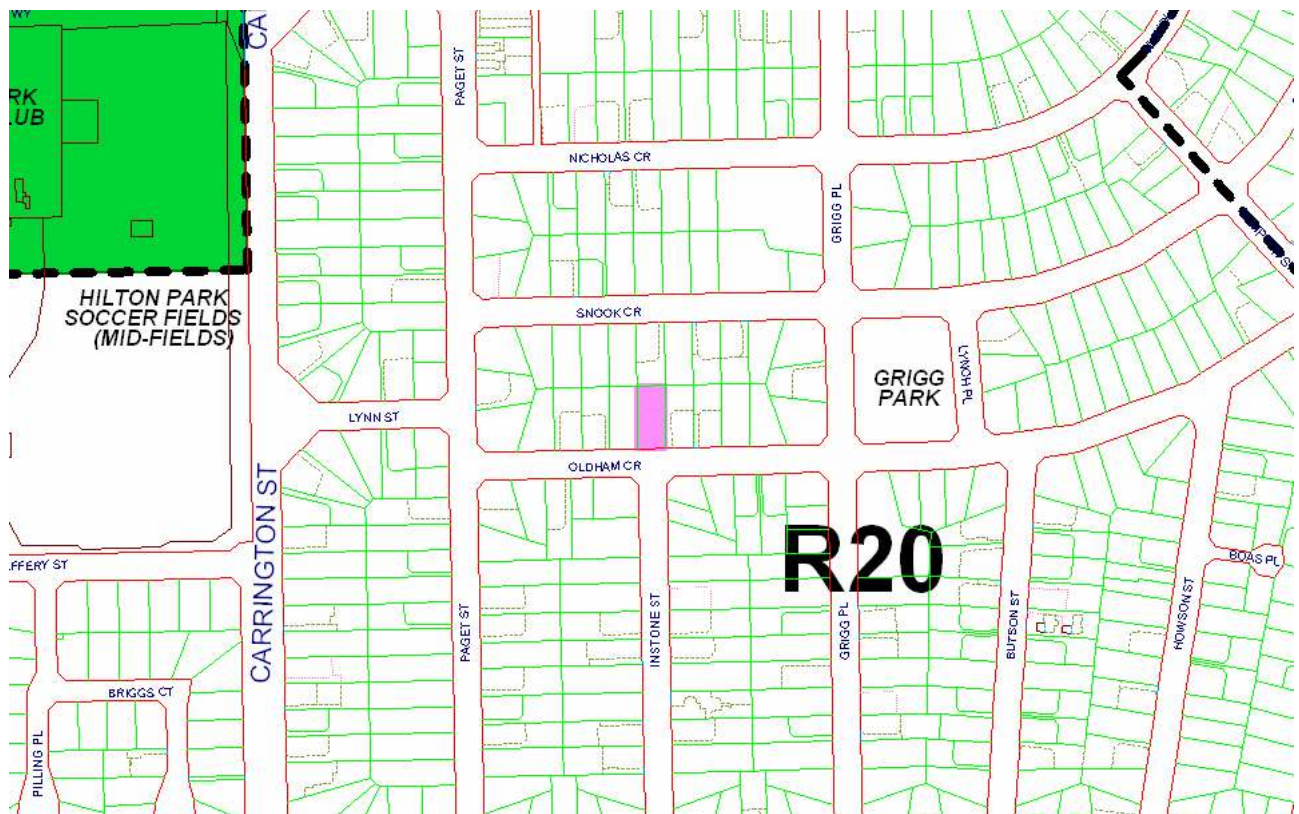 WY
CA
PAGET ST
RK
LUB
NICHOLAS CR
GRIGG PL
HILTON PARK
SOCCER FIELDS
(MID-FIELDS)
SNOOK CR
LYNCH PL
GRIGG
PARK
LYNN ST
OLDHAM CR
CARRINGTON ST
R20
BOAS PL
FFERY ST
PAGET ST
INSTONE ST
GRIGG PL
BUTSON ST
HOWSON ST
BRIGGS CT
PILLING PL